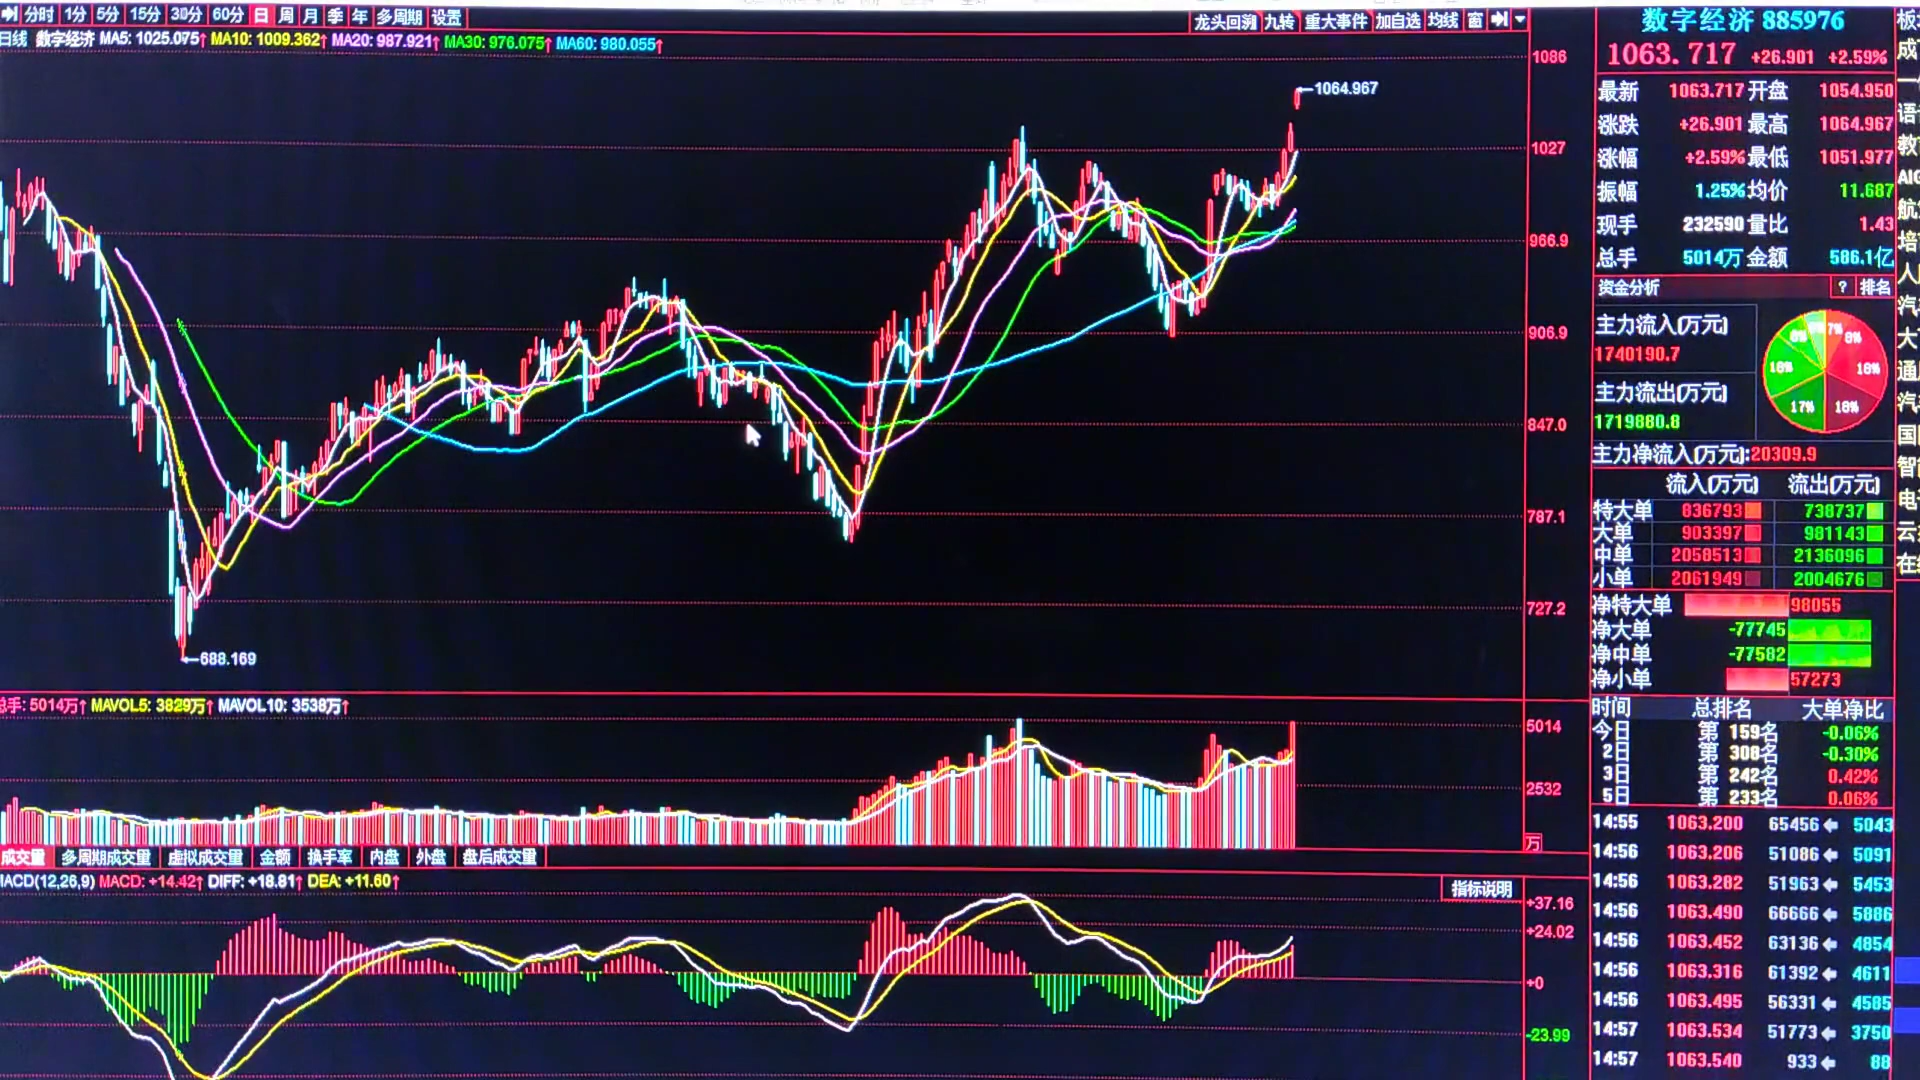 分时 1分 5分 15分 30分 60分 日 周 月 季 年 多周期 设置
龙头回溯 九转 重大事件 加自选 均线 窗
日线 数字经济 MA5: 1025.075↑ MA10: 1009.362↑ MA20: 987.921↑ MA30: 976.075↑ MA60: 980.055↑
1086
←1064.967
1027
966.9
906.9
847.0
787.1
727.2
←688.169
总手: 5014万↑ MAVOL5: 3829万↑ MAVOL10: 3538万↑
5014
2532
万
成交量 多周期成交量 虚拟成交量 金额 换手率 内盘 外盘 盘后成交量
MACD(12,26,9) MACD: +14.42↑ DIFF: +18.81↑ DEA: +11.60↑
指标说明
+37.16
+24.02
+0
-23.99
数字经济 885976
1063.717 +26.901 +2.59%
最新 1063.717 开盘 1054.950
涨跌 +26.901 最高 1064.967
涨幅 +2.59% 最低 1051.977
振幅 1.25% 均价 11.687
现手 232590 量比 1.43
总手 5014万 金额 586.1亿
资金分析 ? 排名
主力流入(万元)
1740190.7
主力流出(万元)
1719880.8
7%
18%
18%
17%
18%
主力净流入(万元):20309.9
流入(万元) 流出(万元)
特大单 836793 738737
大单 903397 981143
中单 2058513 2136096
小单 2061949 2004676
净特大单 98055
净大单 -77745
净中单 -77582
净小单 57273
时间 总排名 大单净比
今日 第 159名 -0.06%
2日 第 308名 -0.30%
3日 第 242名 0.42%
5日 第 233名 0.06%
14:55 1063.200 65456 5043
14:56 1063.206 51086 5091
14:56 1063.282 51963 5453
14:56 1063.490 66666 5886
14:56 1063.452 63136 4854
14:56 1063.316 61392 4611
14:56 1063.495 56331 4585
14:57 1063.534 51773 3750
14:57 1063.540 933 88